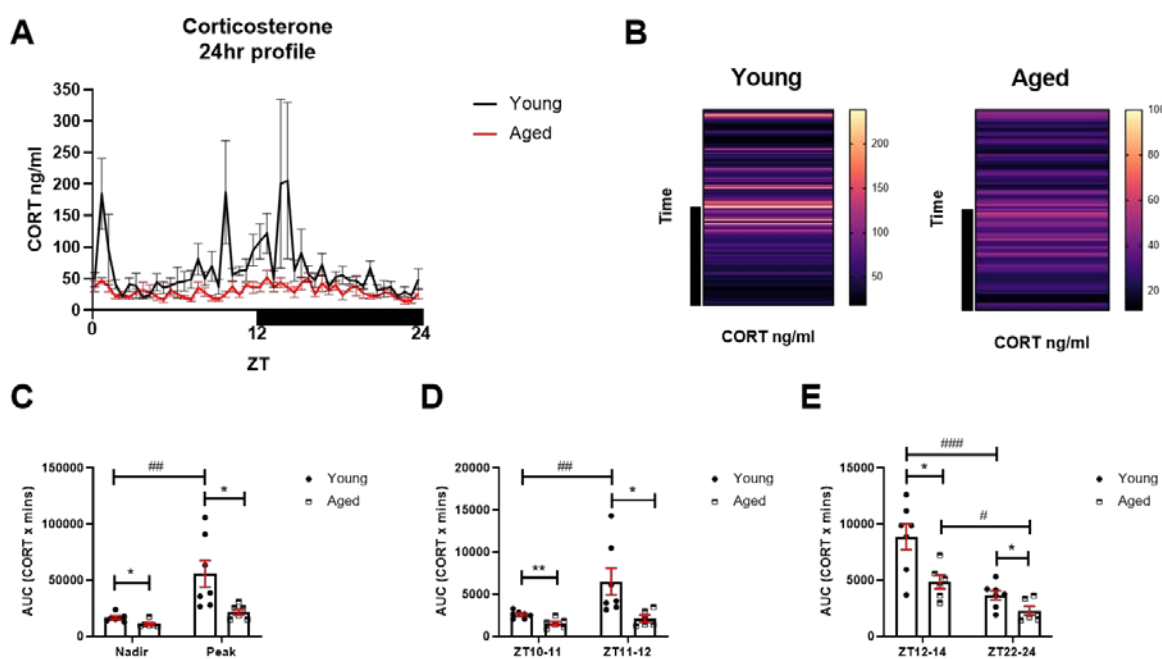 A
Corticosterone
24hr profile
350
300
250
200
150
100
50
0
CORT ng/ml
0
12
24
ZT
Young
Aged
B
Young
Time
200
150
100
50
CORT ng/ml
Aged
Time
100
80
60
40
20
CORT ng/ml
C
150000
100000
50000
0
AUC (CORT x mins)
##
*
*
Nadir
Peak
Young
Aged
D
20000
15000
10000
5000
0
AUC (CORT x mins)
##
*
**
ZT10-11
ZT11-12
Young
Aged
E
15000
10000
5000
0
AUC (CORT x mins)
###
*
#
*
ZT12-14
ZT22-24
Young
Aged